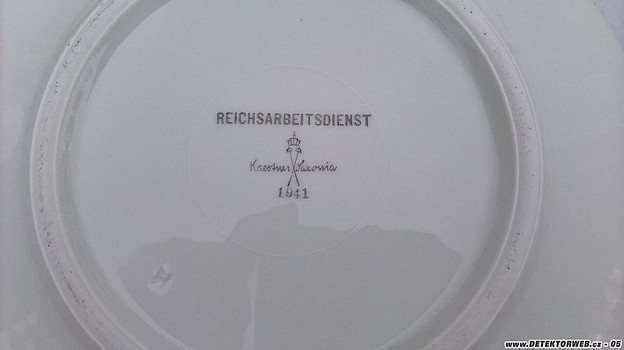 REICHSARBEITSDIENST
Kaestner Saxonia
1941
www.DETEKTORWEB.cz - 05